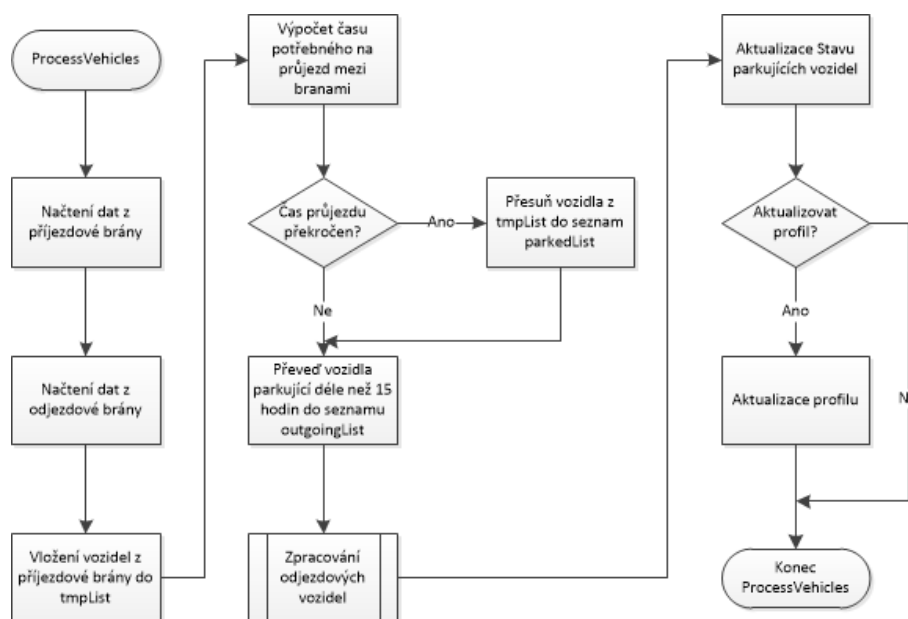 ProcessVehicles
Načtení dat z
příjezdové brány
Načtení dat z
odjezdové brány
Vložení vozidel z
příjezdové brány do
tmpList
Výpočet času
potřebného na
průjezd mezi
branami
Čas průjezdu
překročen?
Ano
Přesuň vozidla z
tmpList do seznam
parkedList
Ne
Převeď vozidla
parkující déle než 15
hodin do seznamu
outgoingList
Zpracování
odjezdových
vozidel
Aktualizace Stavu
parkujících vozidel
Aktualizovat
profil?
Ano
Aktualizace profilu
Konec
ProcessVehicles